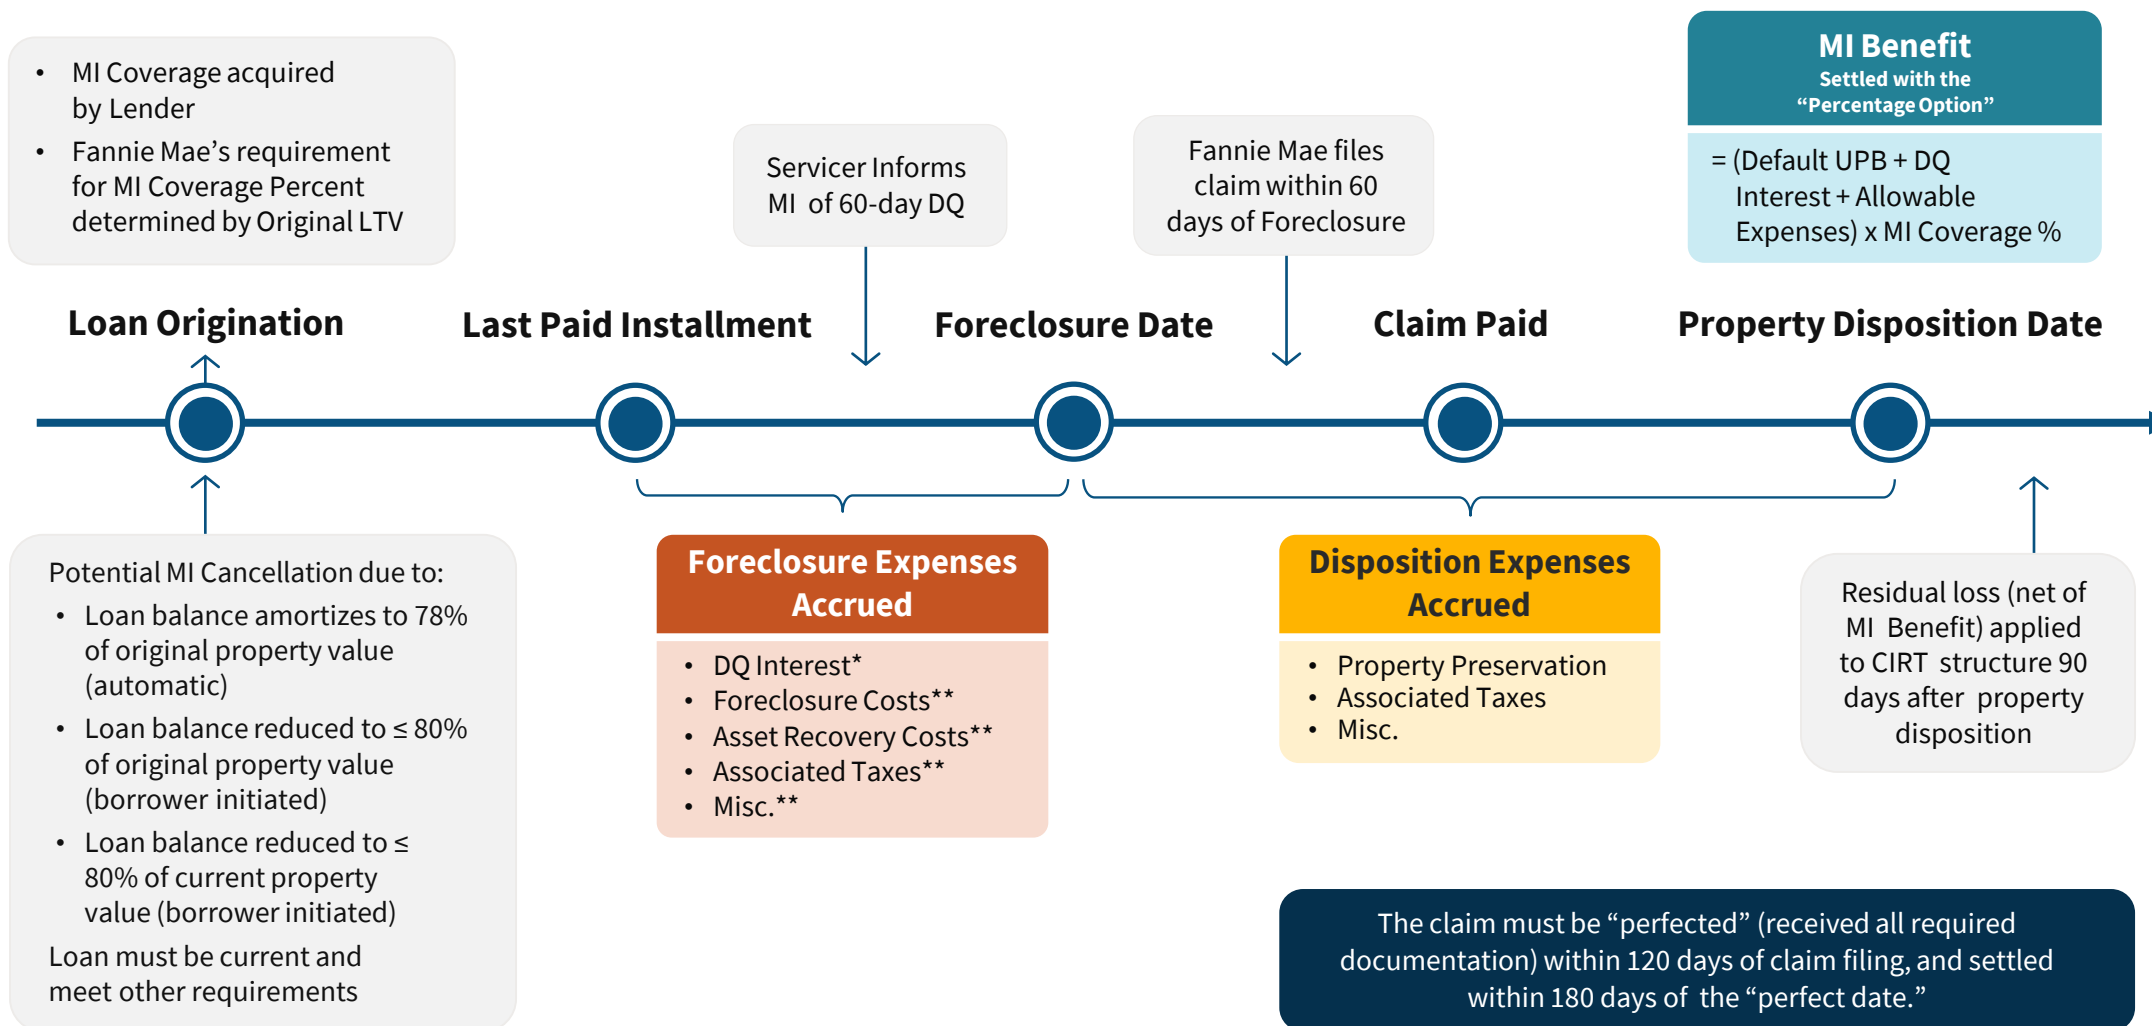 • MI Coverage acquired
by Lender
• Fannie Mae’s requirement
for MI Coverage Percent
determined by Original LTV
Servicer Informs
MI of 60-day DQ
Fannie Mae files
claim within 60
days of Foreclosure
MI Benefit
Settled with the
“Percentage Option”
= (Default UPB + DQ
Interest + Allowable
Expenses) x MI Coverage %
Loan Origination
Last Paid Installment
Foreclosure Date
Claim Paid
Property Disposition Date
Potential MI Cancellation due to:
• Loan balance amortizes to 78%
of original property value
(automatic)
• Loan balance reduced to ≤ 80%
of original property value
(borrower initiated)
• Loan balance reduced to ≤
80% of current property
value (borrower initiated)
Loan must be current and
meet other requirements
Foreclosure Expenses
Accrued
• DQ Interest*
• Foreclosure Costs**
• Asset Recovery Costs**
• Associated Taxes**
• Misc.**
Disposition Expenses
Accrued
• Property Preservation
• Associated Taxes
• Misc.
Residual loss (net of
MI Benefit) applied
to CIRT structure 90
days after property
disposition
The claim must be “perfected” (received all required
documentation) within 120 days of claim filing, and settled
within 180 days of the “perfect date.”